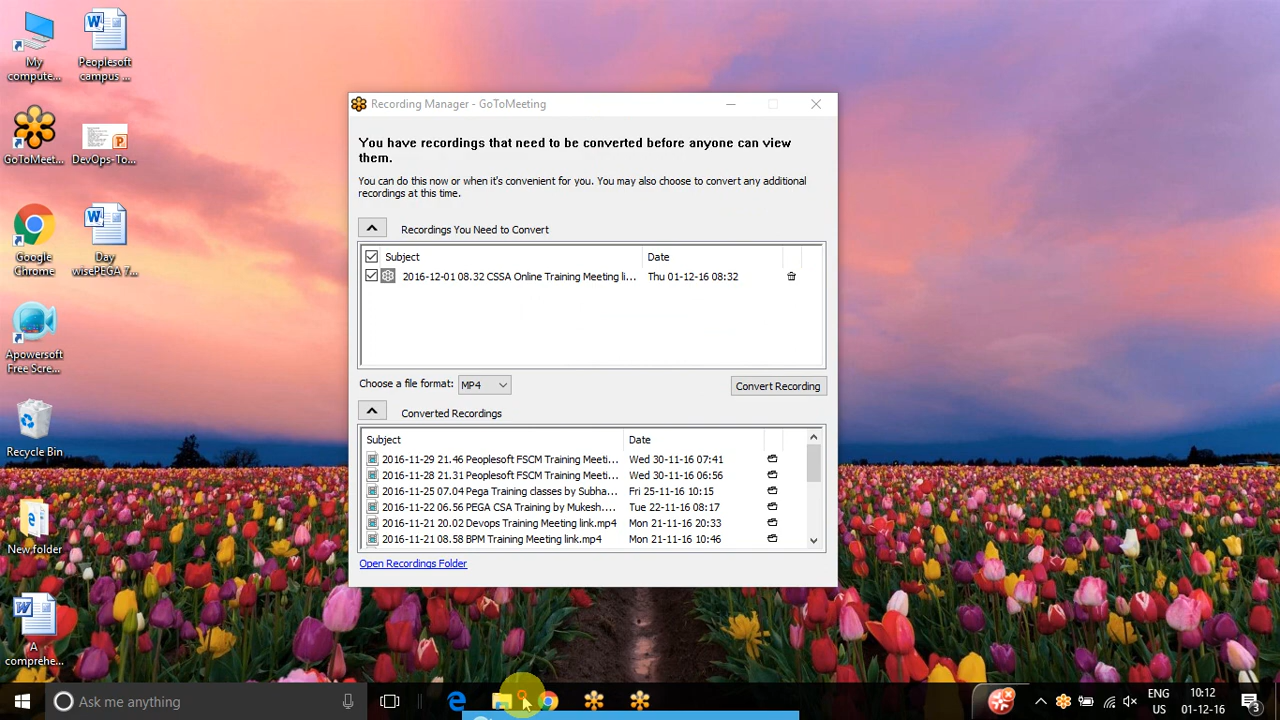 My
compute...
Peoplesoft
campus ...
GoToMeet...
DevOps-To...
Google
Chrome
Day
wisePEGA 7...
Apowersoft
Free Scre...
Recycle Bin
New folder
A
comprehe...
Recording Manager - GoToMeeting
You have recordings that need to be converted before anyone can view
them.
You can do this now or when it's convenient for you. You may also choose to convert any additional
recordings at this time.
Recordings You Need to Convert
Subject Date
2016-12-01 08.32 CSSA Online Training Meeting li... Thu 01-12-16 08:32
Choose a file format: MP4 Convert Recording
Converted Recordings
Subject Date
2016-11-29 21.46 Peoplesoft FSCM Training Meeti... Wed 30-11-16 07:41
2016-11-28 21.31 Peoplesoft FSCM Training Meeti... Wed 30-11-16 06:56
2016-11-25 07.04 Pega Training classes by Subha... Fri 25-11-16 10:15
2016-11-22 06.56 PEGA CSA Training by Mukesh.... Tue 22-11-16 08:17
2016-11-21 20.02 Devops Training Meeting link.mp4 Mon 21-11-16 20:33
2016-11-21 08.58 BPM Training Meeting link.mp4 Mon 21-11-16 10:46
Open Recordings Folder
Ask me anything
ENG 10:12
US 01-12-16
3